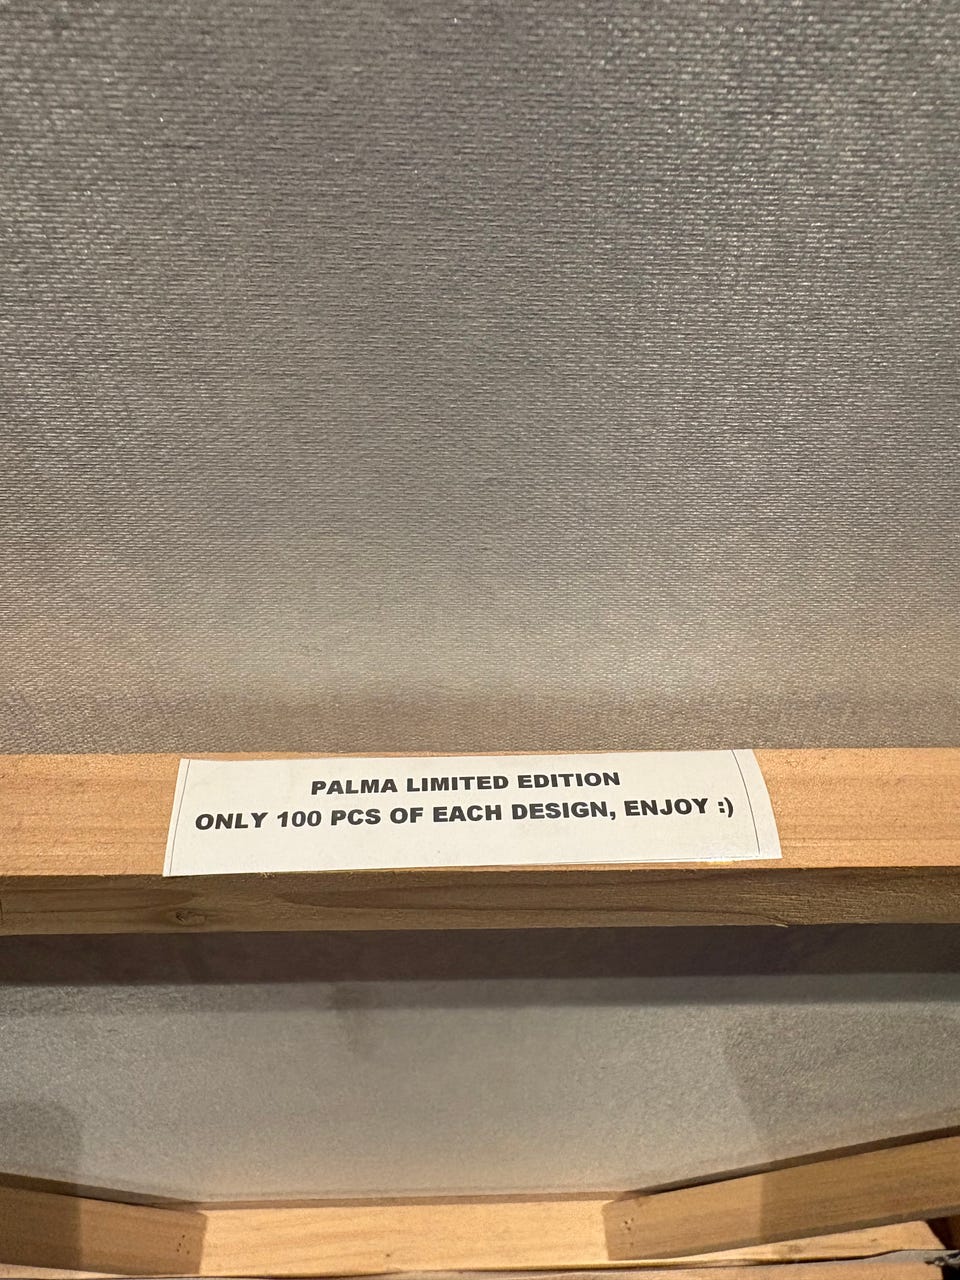 PALMA LIMITED EDITION
ONLY 100 PCS OF EACH DESIGN, ENJOY :)